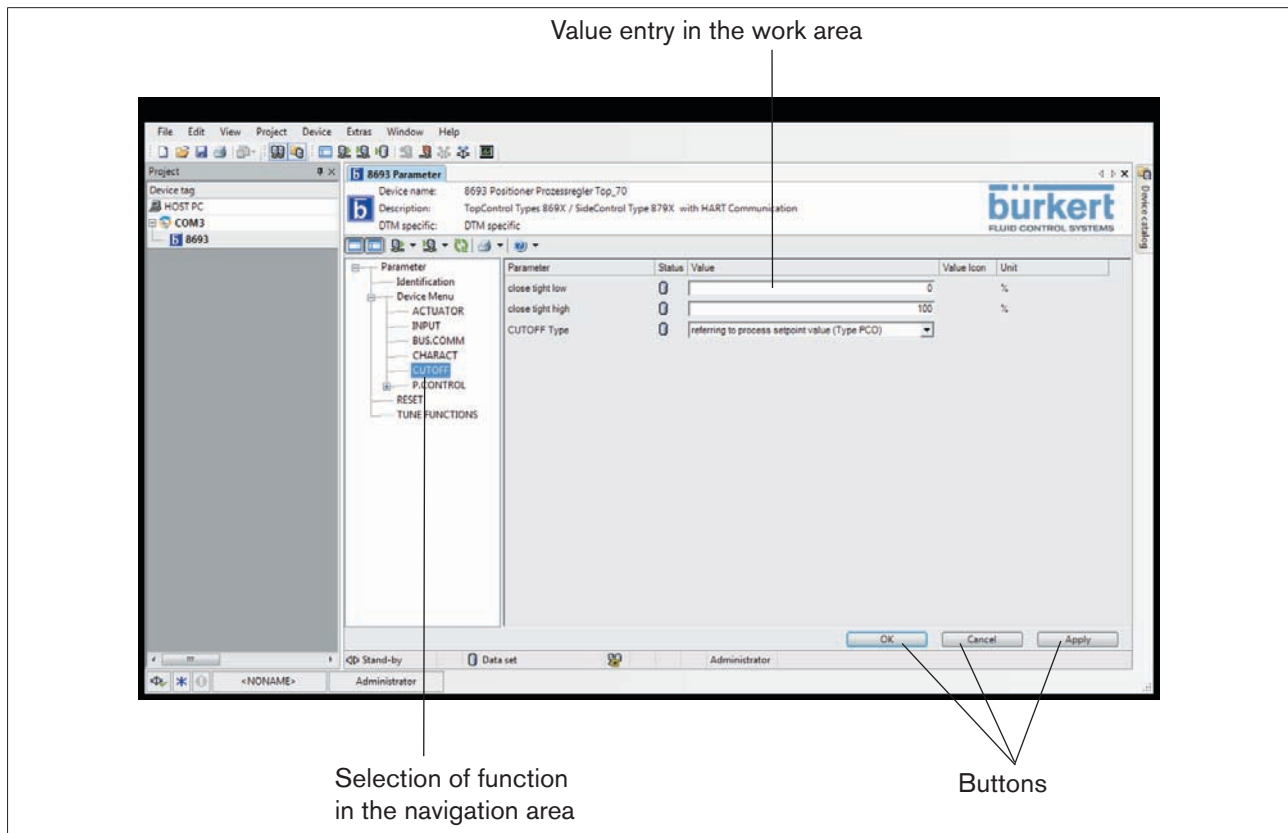 Value entry in the work area
File Edit View Project Device Extras Window Help
Project
8693 Parameter
Device tag
HOST PC
COM3
8693
Device name: 8693 Positioner Prozessregler Top_70
Description: TopControl Types 869X / SideControl Type 879X with HART Communication
DTM specific: DTM specific
burkert
FLUID CONTROL SYSTEMS
Device catalog
Parameter
Identification
Device Menu
ACTUATOR
INPUT
BUS.COMM
CHARACT
CUTOFF
P.CONTROL
RESET
TUNE FUNCTIONS
Parameter Status Value Value Icon Unit
close tight low 0 %
close tight high 100 %
CUTOFF Type referring to process setpoint value (Type PCO)
OK Cancel Apply
Stand-by Data set Administrator
<NONAME> Administrator
Selection of function
in the navigation area
Buttons